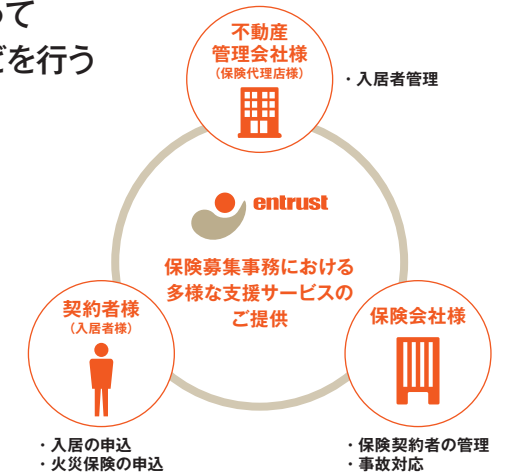 って
どを行う
不動産
管理会社様
（保険代理店様）
・入居者管理
entrust
保険募集事務における
多様な支援サービスの
ご提供
契約者様
（入居者様）
保険会社様
・入居の申込
・火災保険の申込
・保険契約者の管理
・事故対応